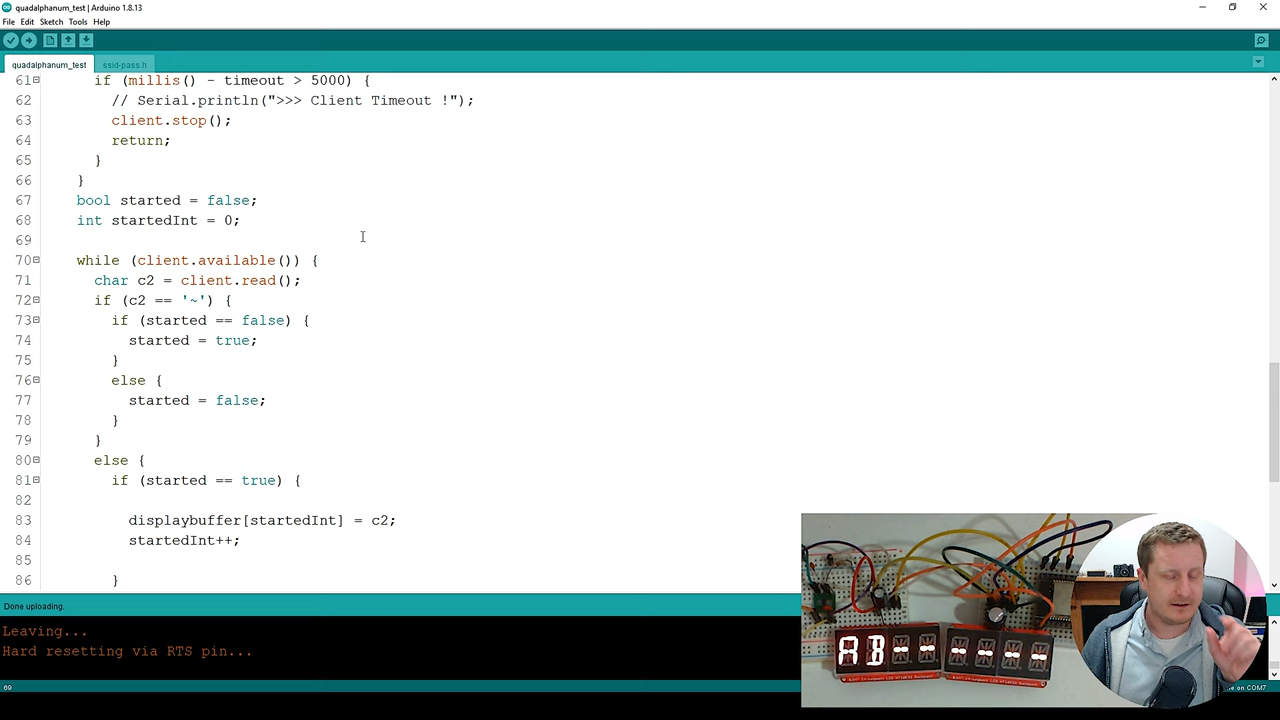 quadalphanum_test | Arduino 1.8.13
File Edit Sketch Tools Help
quadalphanum_test ssid-pass.h
61 if (millis() - timeout > 5000) {
62 // Serial.println(">>> Client Timeout !");
63 client.stop();
64 return;
65 }
66 }
67 bool started = false;
68 int startedInt = 0;
69
70 while (client.available()) {
71 char c2 = client.read();
72 if (c2 == '~') {
73 if (started == false) {
74 started = true;
75 }
76 else {
77 started = false;
78 }
79 }
80 else {
81 if (started == true) {
82
83 displaybuffer[startedInt] = c2;
84 startedInt++;
85
86 }
Done uploading.
Leaving...
Hard resetting via RTS pin...
69
on COM7
AB------